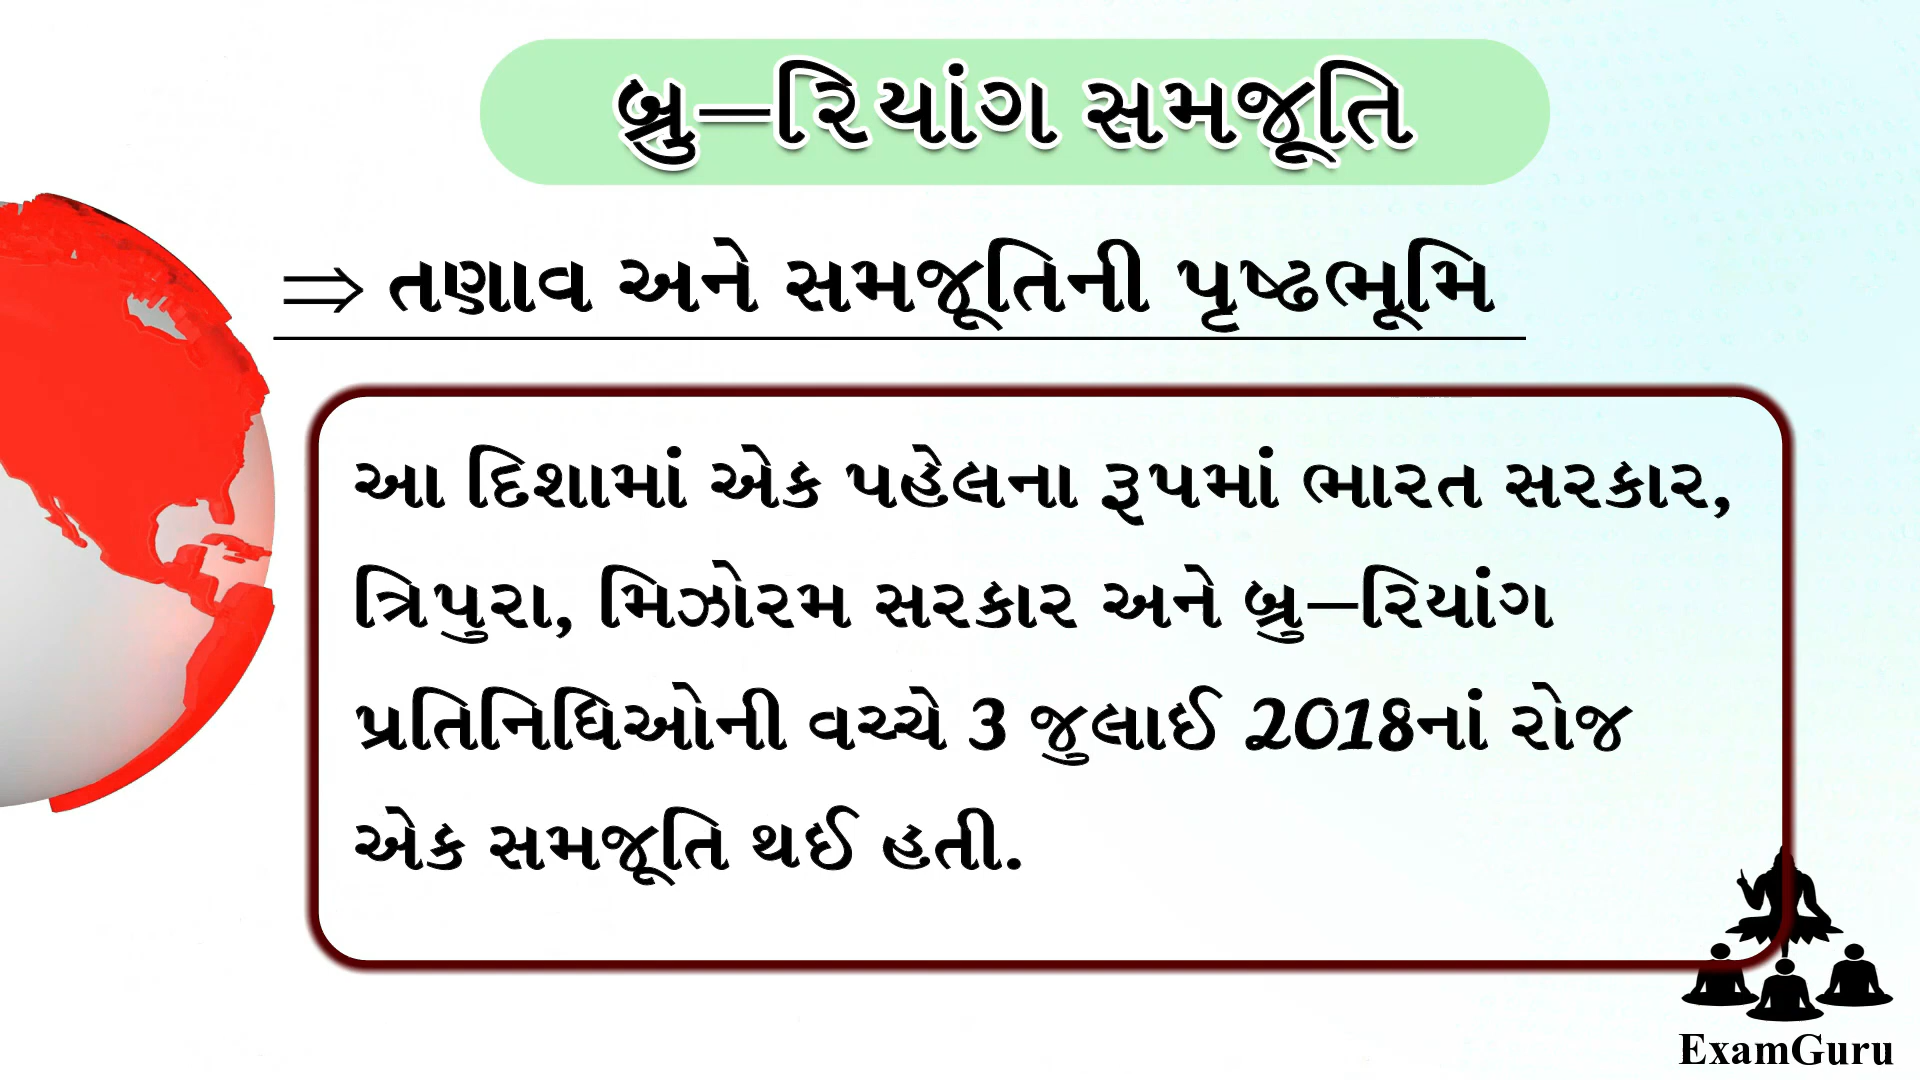 બ્રુ–રિયાંગ સમજૂતિ
⇒ તણાવ અને સમજૂતિની પૃષ્ઢભૂમિ
આ દિશામાં એક પહેલના રૂપમાં ભારત સરકાર,
ત્રિપુરા, મિઝોરમ સરકાર અને બ્રુ–રિયાંગ
પ્રતિનિધિઓની વચ્ચે 3 જુલાઈ 2018નાં રોજ
એક સમજૂતિ થઈ હતી.
ExamGuru